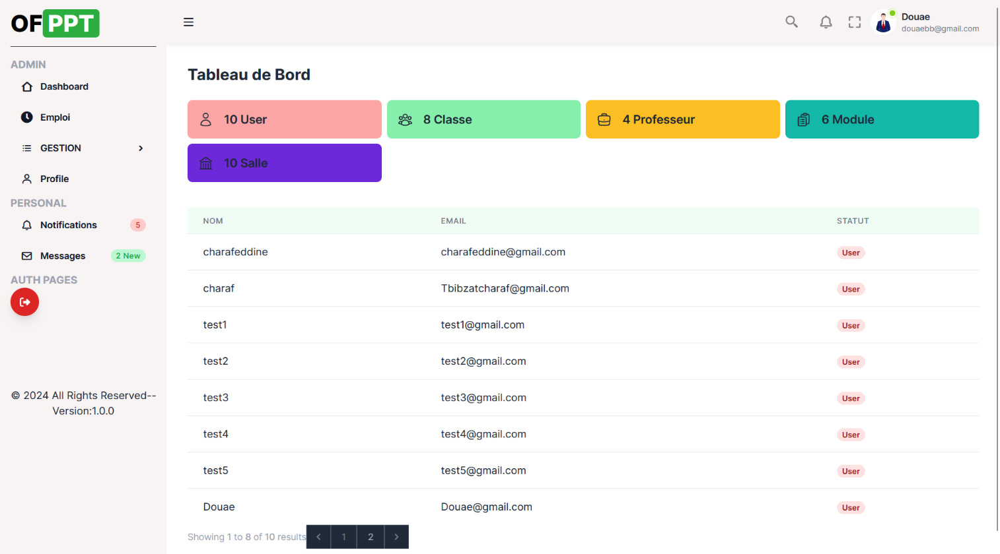 OFPPT
ADMIN
Dashboard
Emploi
GESTION
Profile
PERSONAL
Notifications 5
Messages 2 New
AUTH PAGES
© 2024 All Rights Reserved--
Version:1.0.0
Douae
douaebb@gmail.com
Tableau de Bord
10 User
8 Classe
4 Professeur
6 Module
10 Salle
NOM EMAIL STATUT
charafeddine charafeddine@gmail.com User
charaf Tbibzatcharaf@gmail.com User
test1 test1@gmail.com User
test2 test2@gmail.com User
test3 test3@gmail.com User
test4 test4@gmail.com User
test5 test5@gmail.com User
Douae Douae@gmail.com User
Showing 1 to 8 of 10 results 1 2